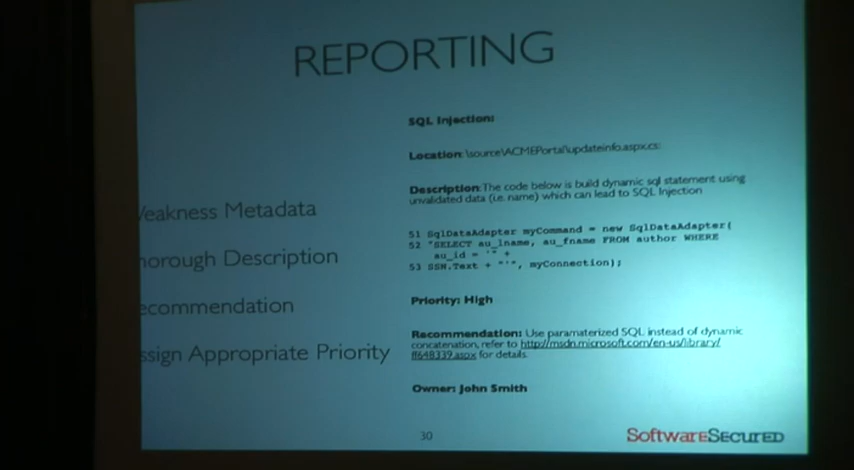 REPORTING
Weakness Metadata
horough Description
ecommendation
ssign Appropriate Priority
SQL Injection:
Location: \source\ACMEPortal\updateinfo.aspx.cs:
Description: The code below is build dynamic sql statement using
unvalidated data (i.e. name) which can lead to SQL Injection
51 SqlDataAdapter myCommand = new SqlDataAdapter(
52 "SELECT au_lname, au_fname FROM author WHERE
au_id = '" +
53 SSN.Text + "'", myConnection);
Priority: High
Recommendation: Use paramaterized SQL instead of dynamic
concatenation, refer to http://msdn.microsoft.com/en-us/library/
ff648339.aspx for details.
Owner: John Smith
30
SoftwareSecured